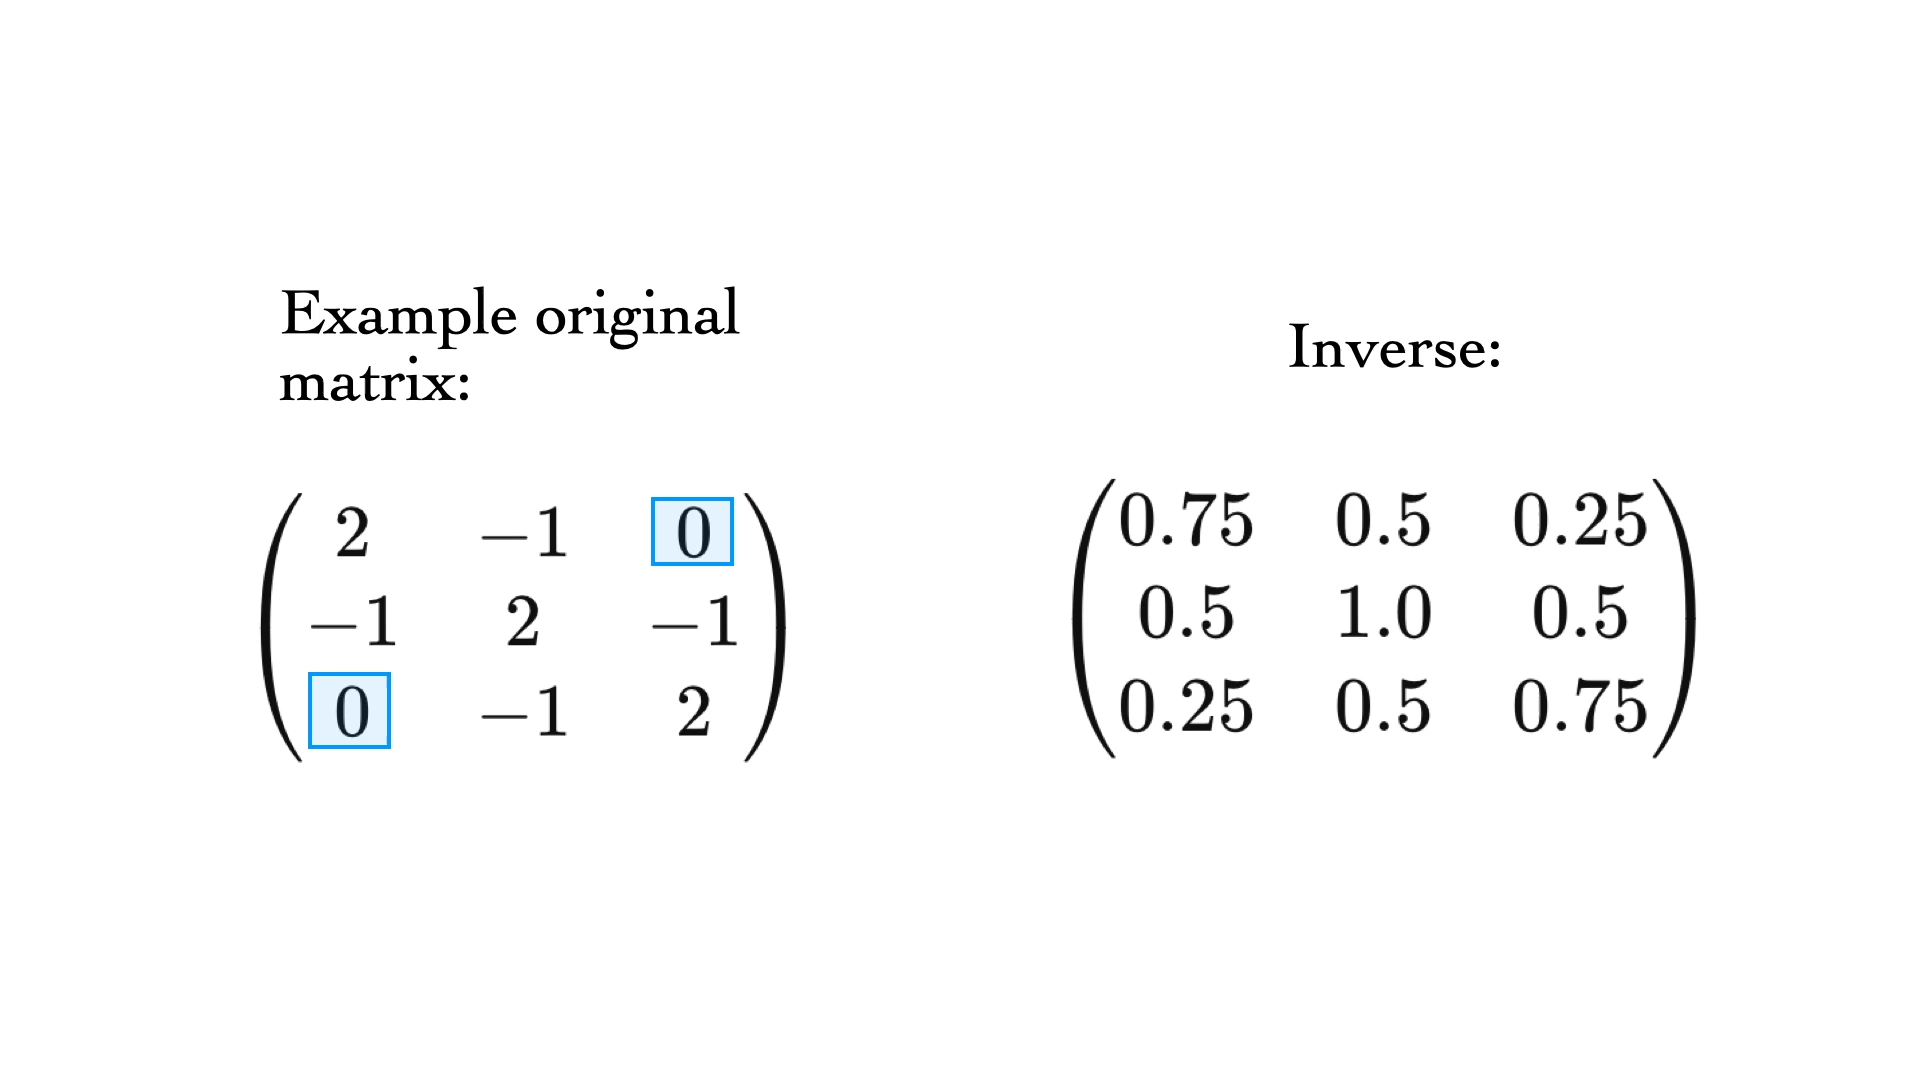 Example original
matrix:
2 −1 0
−1 2 −1
0 −1 2
Inverse:
0.75 0.5 0.25
0.5 1.0 0.5
0.25 0.5 0.75